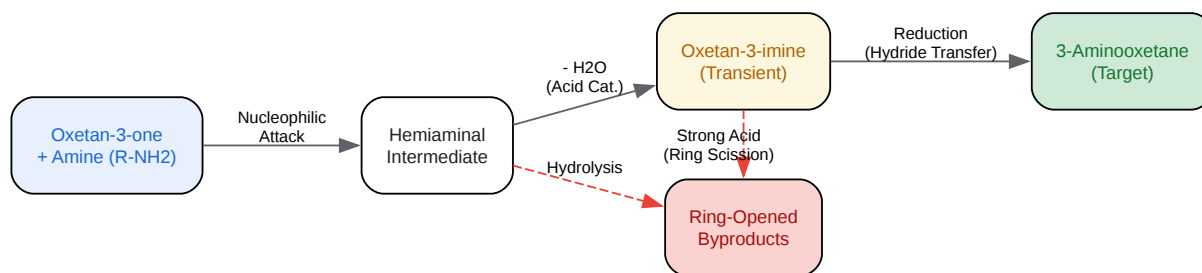 Oxetan-3-one
+ Amine (R-NH2)
Nucleophilic
Attack
Hemiaminal
Intermediate
- H2O
(Acid Cat.)
Hydrolysis
Oxetan-3-imine
(Transient)
Strong Acid
(Ring Scission)
Ring-Opened
Byproducts
Reduction
(Hydride Transfer)
3-Aminooxetane
(Target)